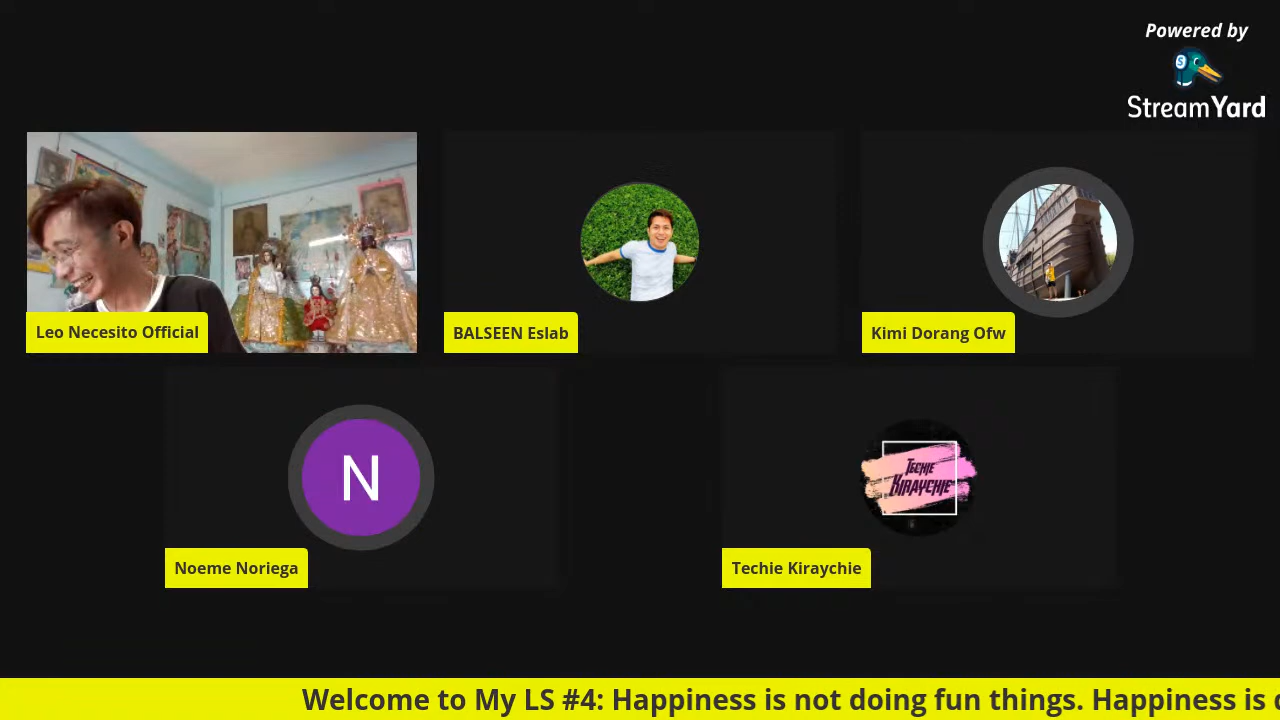 Powered by
StreamYard
Leo Necesito Official
BALSEEN Eslab
Kimi Dorang Ofw
N
Noeme Noriega
TECHIE
KIRAYCHIE
Techie Kiraychie
Welcome to My LS #4: Happiness is not doing fun things. Happiness is